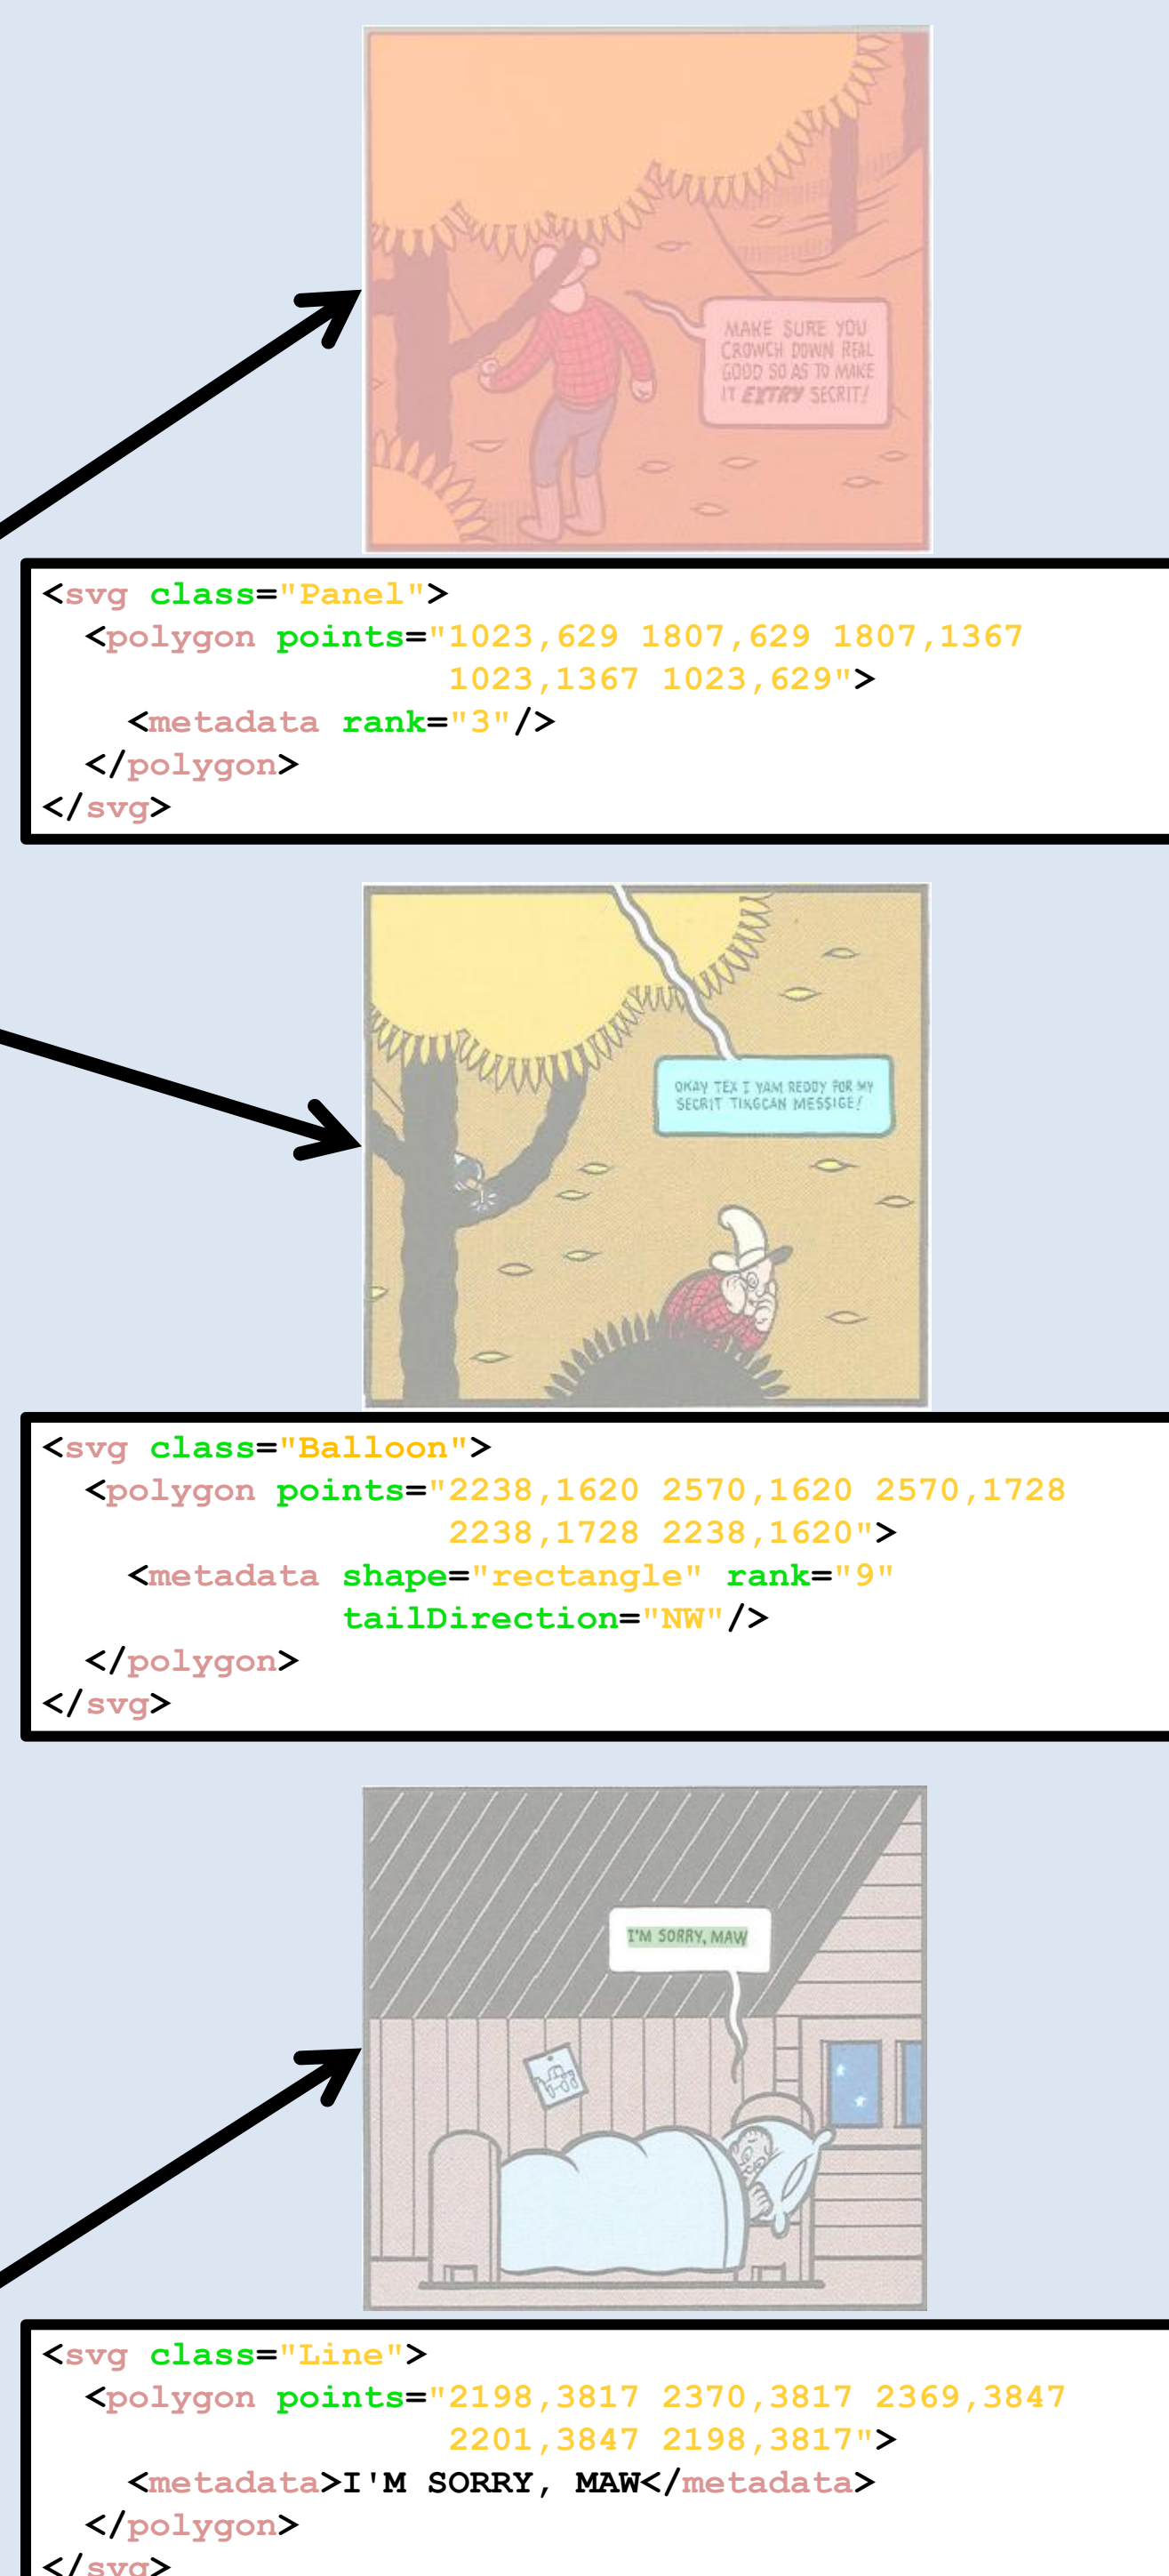 MAKE SURE YOU
CROWCH DOWN REAL
GOOD SO AS TO MAKE
IT EXTRY SECRIT!
<svg class="Panel">
  <polygon points="1023,629 1807,629 1807,1367
                   1023,1367 1023,629">
    <metadata rank="3"/>
  </polygon>
</svg>
OKAY TEX I YAM REDDY FOR MY
SECRIT TINGCAN MESSIGE!
<svg class="Balloon">
  <polygon points="2238,1620 2570,1620 2570,1728
                   2238,1728 2238,1620">
    <metadata shape="rectangle" rank="9"
              tailDirection="NW"/>
  </polygon>
</svg>
I'M SORRY, MAW
<svg class="Line">
  <polygon points="2198,3817 2370,3817 2369,3847
                   2201,3847 2198,3817">
    <metadata>I'M SORRY, MAW</metadata>
  </polygon>
</svg>